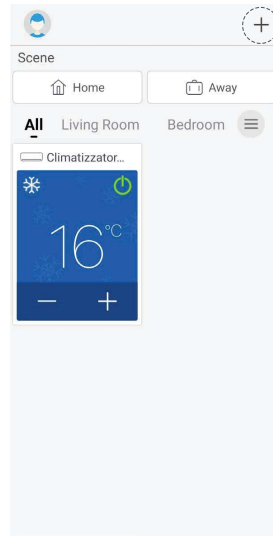 Scene
Home
Away
All Living Room Bedroom
Climatizzator...
16°C